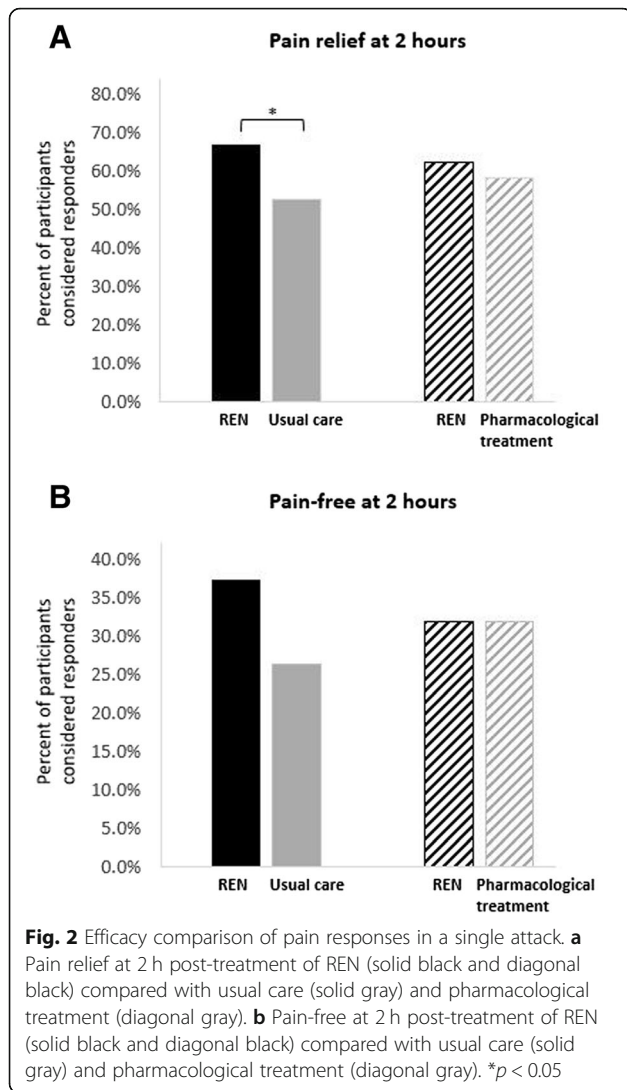 A
Pain relief at 2 hours
Percent of participants
considered responders
80.0%
70.0%
60.0%
50.0%
40.0%
30.0%
20.0%
10.0%
0.0%
*
REN
Usual care
REN
Pharmacological
treatment
B
Pain-free at 2 hours
Percent of participants
considered responders
40.0%
35.0%
30.0%
25.0%
20.0%
15.0%
10.0%
5.0%
0.0%
REN
Usual care
REN
Pharmacological
treatment
Fig. 2 Efficacy comparison of pain responses in a single attack. a
Pain relief at 2 h post-treatment of REN (solid black and diagonal
black) compared with usual care (solid gray) and pharmacological
treatment (diagonal gray). b Pain-free at 2 h post-treatment of REN
(solid black and diagonal black) compared with usual care (solid
gray) and pharmacological treatment (diagonal gray). *p < 0.05